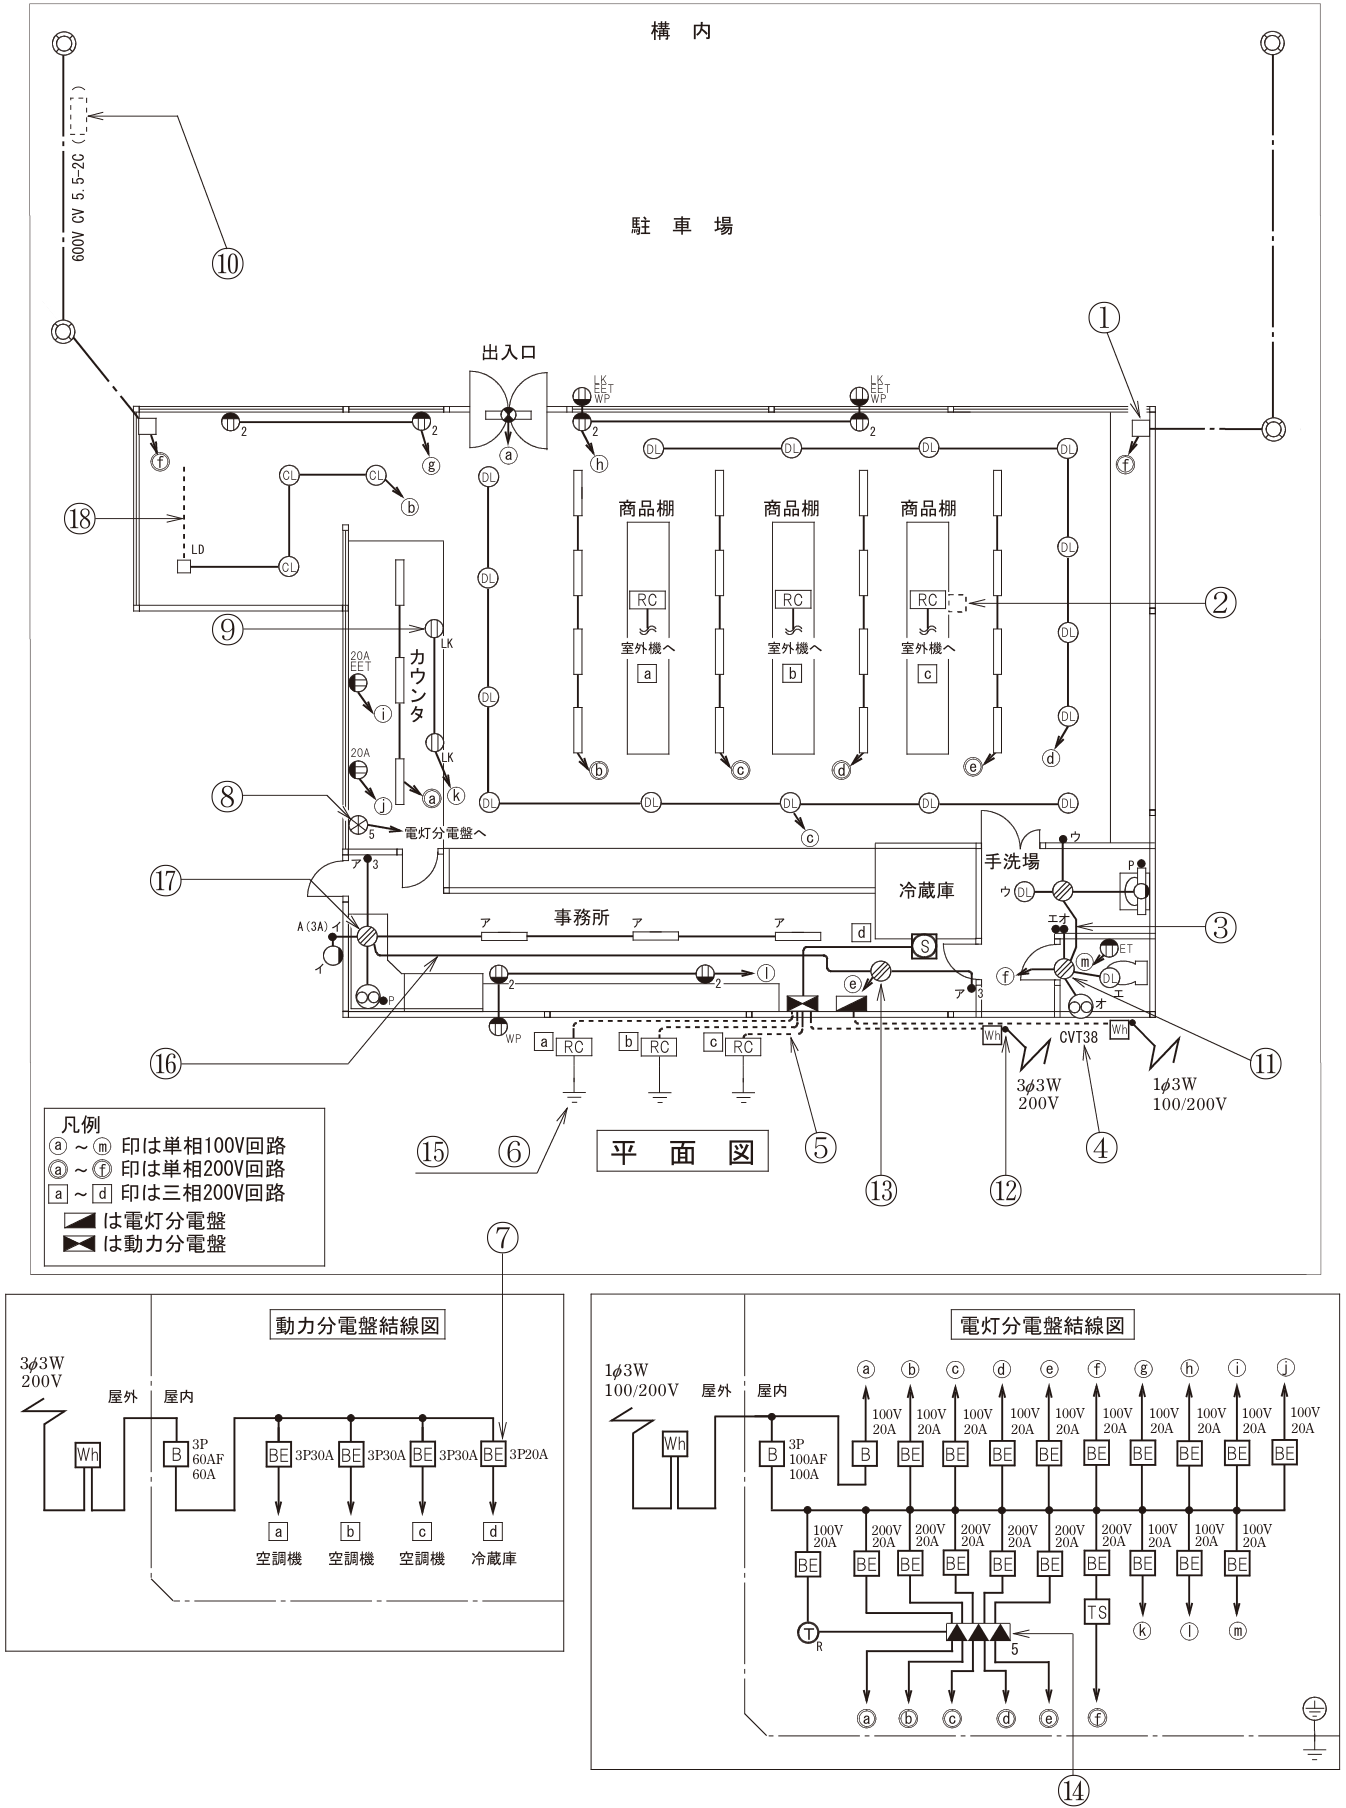 構 内
600V CV 5.5-2C ( )
⑩
駐 車 場
①
出入口
LK
EET
WP
LK
EET
WP
2
2
2
2
ⓕ
ⓖ
ⓐ
ⓗ
ⓕ
DL
DL
DL
DL
CL
CL
ⓑ
DL
⑱
LD
CL
商品棚
商品棚
商品棚
DL
DL
RC
RC
RC
②
⑨
LK
DL
室外機へ
室外機へ
室外機へ
a
b
c
20A
EET
カウンタ
ⓘ
DL
DL
20A
LK
ⓓ
ⓑ
ⓒ
ⓓ
ⓔ
ⓙ
ⓐ
ⓚ
⑧
5
電灯分電盤へ
DL
DL
DL
DL
DL
ⓒ
ウ
手洗場
ア
3
P
⑰
冷蔵庫
ウ
DL
A(3A)
イ
事務所
ア
ア
ア
d
S
エオ
③
イ
ET
ⓜ
P
2
2
ⓛ
ⓔ
ⓕ
DL
エ
オ
ア
3
WP
a
RC
b
RC
c
RC
Wh
CVT38
Wh
⑯
⑪
3φ3W
200V
1φ3W
100/200V
凡例
ⓐ ~ ⓜ 印は単相100V回路
ⓐ ~ ⓕ 印は単相200V回路
a ~ d 印は三相200V回路
は電灯分電盤
は動力分電盤
⑮
⑥
平 面 図
⑤
④
⑬
⑫
⑦
動力分電盤結線図
3φ3W
200V
屋外
屋内
Wh
B
3P
60AF
60A
BE
3P30A
BE
3P30A
BE
3P30A
BE
3P20A
a
b
c
d
空調機
空調機
空調機
冷蔵庫
電灯分電盤結線図
1φ3W
100/200V
屋外
屋内
ⓐ
ⓑ
ⓒ
ⓓ
ⓔ
ⓕ
ⓖ
ⓗ
ⓘ
ⓙ
100V
20A
100V
20A
100V
20A
100V
20A
100V
20A
100V
20A
100V
20A
100V
20A
100V
20A
100V
20A
Wh
B
3P
100AF
100A
B
BE
BE
BE
BE
BE
BE
BE
BE
BE
100V
20A
200V
20A
200V
20A
200V
20A
200V
20A
200V
20A
200V
20A
100V
20A
100V
20A
100V
20A
BE
BE
BE
BE
BE
BE
BE
BE
BE
BE
T
R
TS
5
ⓚ
ⓛ
ⓜ
ⓐ
ⓑ
ⓒ
ⓓ
ⓔ
ⓕ
⑭